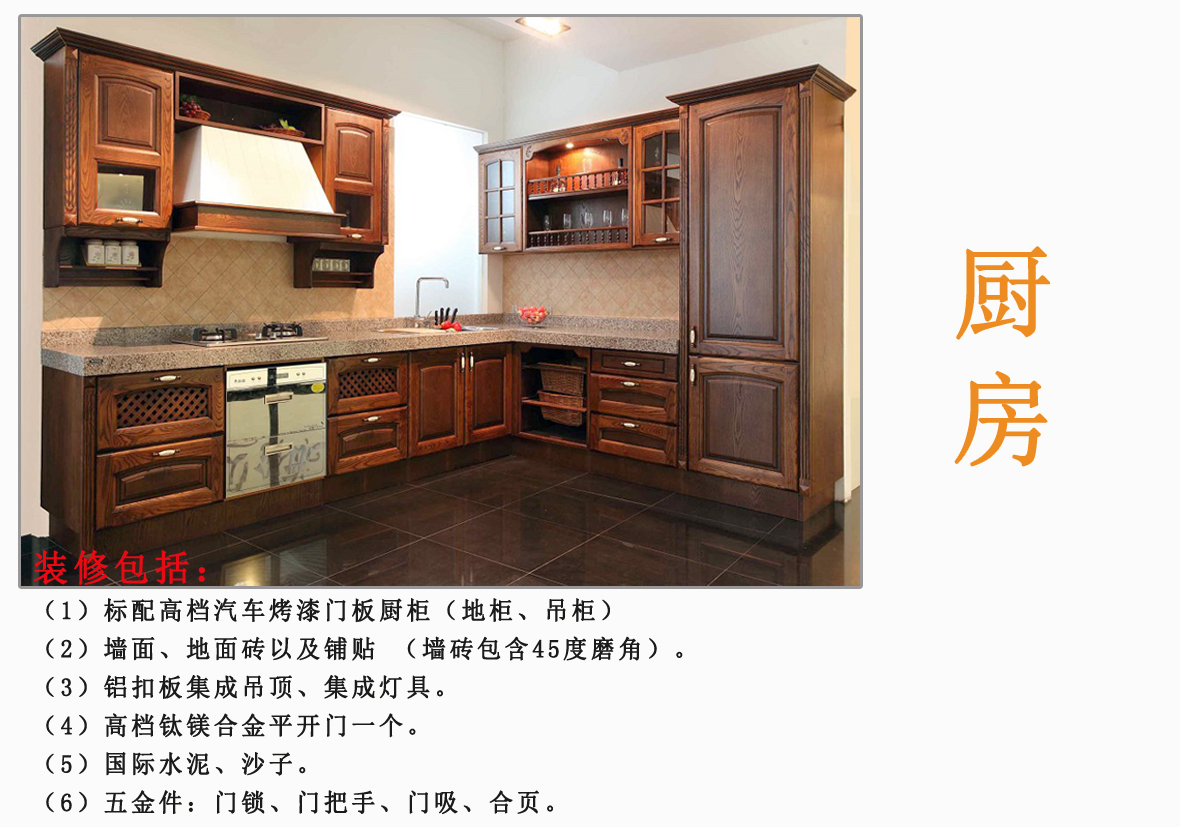 厨
房
装修包括：
（1）标配高档汽车烤漆门板厨柜（地柜、吊柜）
（2）墙面、地面砖以及铺贴 （墙砖包含45度磨角）。
（3）铝扣板集成吊顶、集成灯具。
（4）高档钛镁合金平开门一个。
（5）国际水泥、沙子。
（6）五金件：门锁、门把手、门吸、合页。